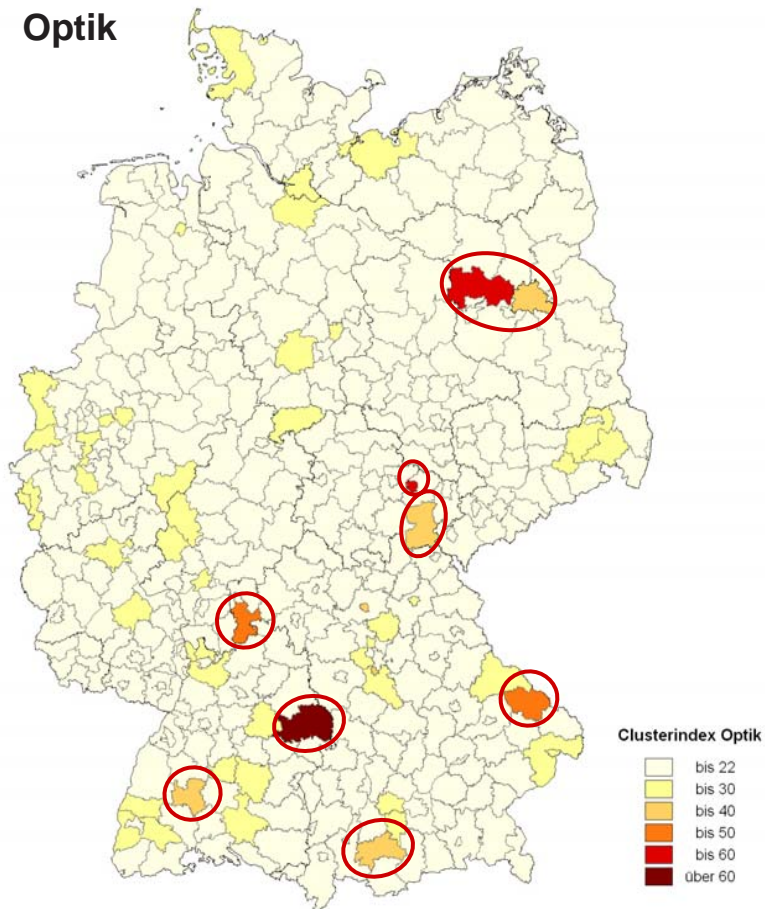 Optik
Clusterindex Optik
bis 22
bis 30
bis 40
bis 50
bis 60
über 60